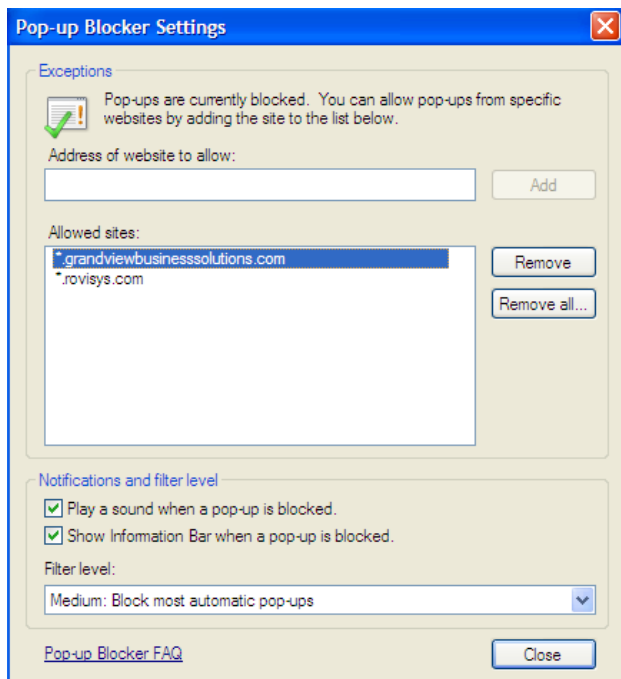 Pop-up Blocker Settings
Exceptions
Pop-ups are currently blocked. You can allow pop-ups from specific
websites by adding the site to the list below.
Address of website to allow:
Add
Allowed sites:
*.grandviewbusinesssolutions.com
*.rovisys.com
Remove
Remove all...
Notifications and filter level
Play a sound when a pop-up is blocked.
Show Information Bar when a pop-up is blocked.
Filter level:
Medium: Block most automatic pop-ups
Pop-up Blocker FAQ
Close